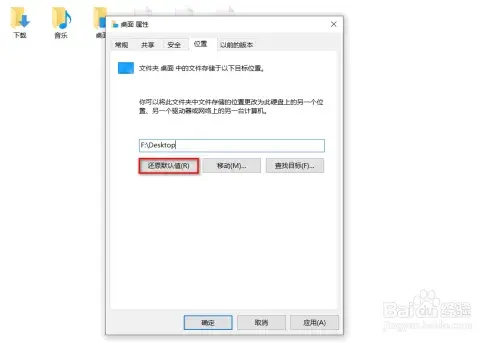 桌面 属性
下载
音乐
常规 共享 安全 位置 以前的版本
文件夹 桌面 中的文件存储于以下目标位置。
你可以将此文件夹中文件存储的位置更改为此硬盘上的另一个位
置、另一个驱动器或网络上的另一台计算机。
F:\Desktop
还原默认值(R) 移动(M)... 查找目标(F)...
确定 取消 应用(A)
Baidu 经验
jingyan.baidu.com